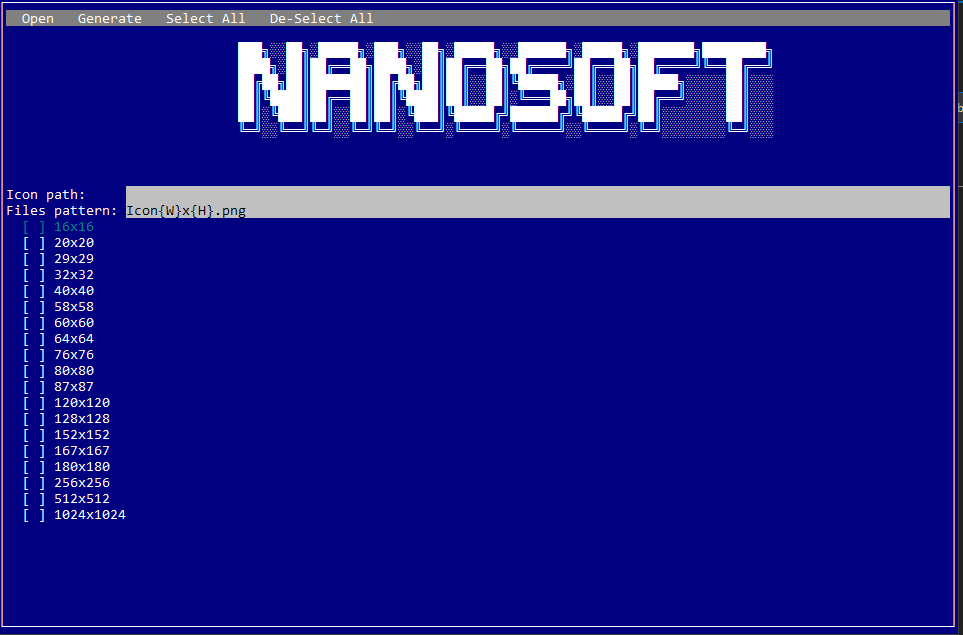 Open Generate Select All De-Select All
NANOSOFT
Icon path:
Files pattern: Icon{W}x{H}.png
[ ] 16x16
[ ] 20x20
[ ] 29x29
[ ] 32x32
[ ] 40x40
[ ] 58x58
[ ] 60x60
[ ] 64x64
[ ] 76x76
[ ] 80x80
[ ] 87x87
[ ] 120x120
[ ] 128x128
[ ] 152x152
[ ] 167x167
[ ] 180x180
[ ] 256x256
[ ] 512x512
[ ] 1024x1024